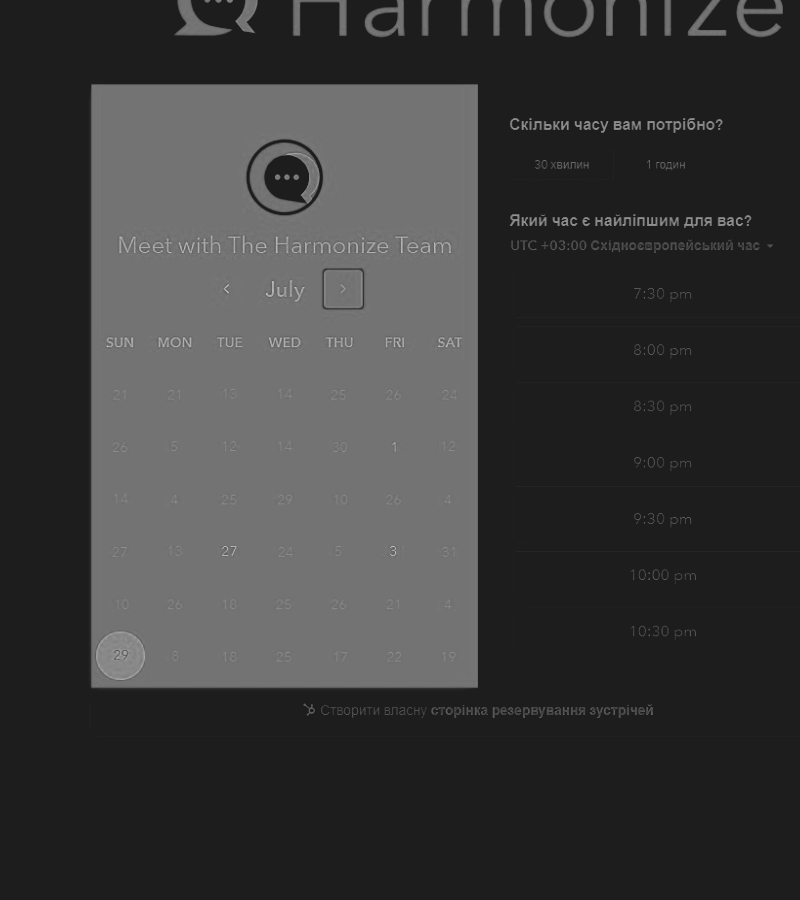 Harmonize
Meet with The Harmonize Team
July
SUN MON TUE WED THU FRI SAT
21 21 13 14 25 26 24
26 5 12 14 30 1 12
14 4 25 29 10 26 4
27 13 27 24 5 3 31
10 26 18 25 26 21 4
29 8 18 25 17 22 19
Скільки часу вам потрібно?
30 хвилин 1 годин
Який час є найліпшим для вас?
UTC +03:00 Східноєвропейський час
7:30 pm
8:00 pm
8:30 pm
9:00 pm
9:30 pm
10:00 pm
10:30 pm
Створити власну сторінка резервування зустрічей